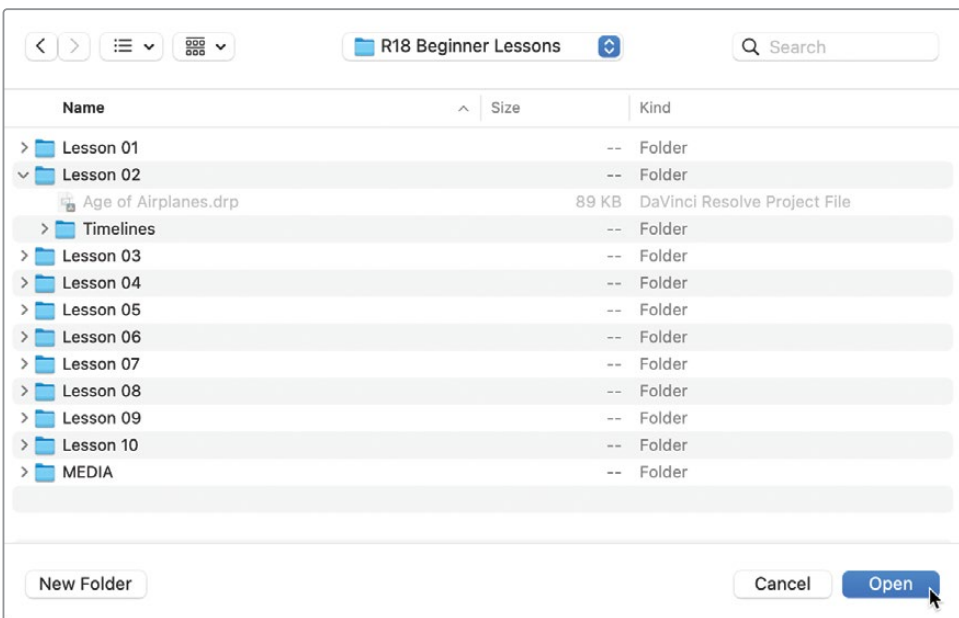 R18 Beginner Lessons
Search
Name Size Kind
Lesson 01 -- Folder
Lesson 02 -- Folder
Age of Airplanes.drp 89 KB DaVinci Resolve Project File
Timelines -- Folder
Lesson 03 -- Folder
Lesson 04 -- Folder
Lesson 05 -- Folder
Lesson 06 -- Folder
Lesson 07 -- Folder
Lesson 08 -- Folder
Lesson 09 -- Folder
Lesson 10 -- Folder
MEDIA -- Folder
New Folder Cancel Open